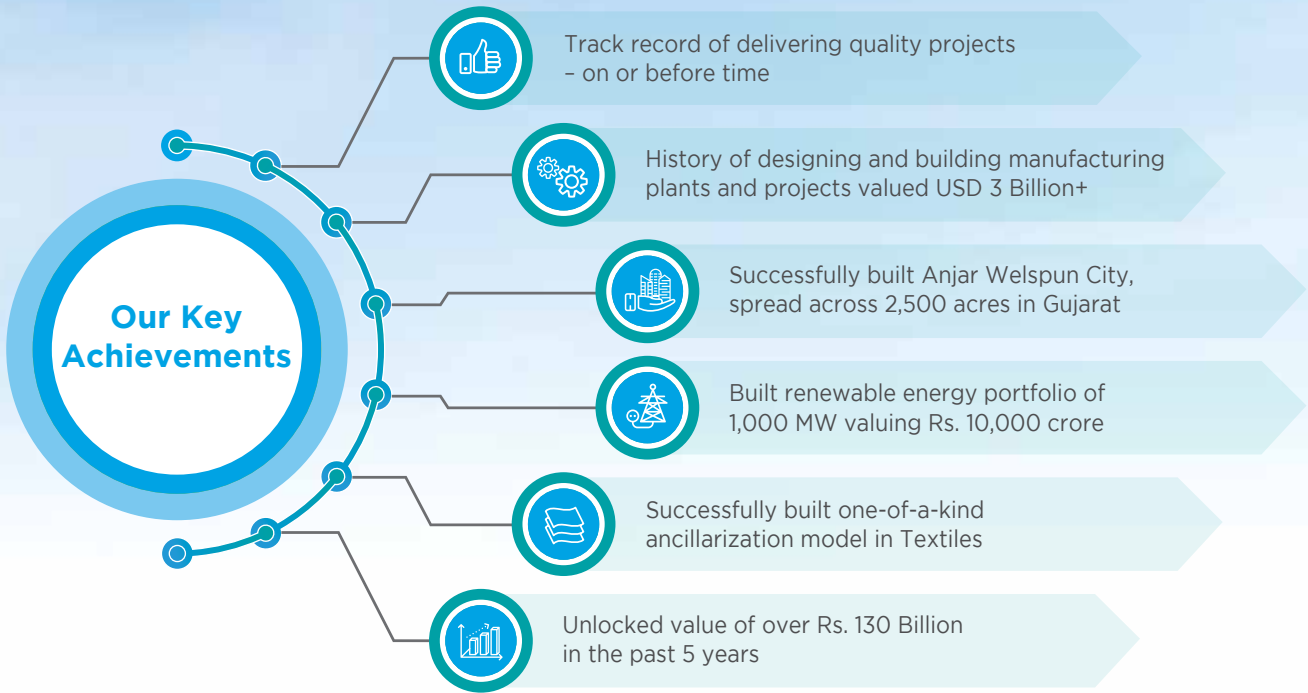 Our Key
Achievements
Track record of delivering quality projects
– on or before time
History of designing and building manufacturing
plants and projects valued USD 3 Billion+
Successfully built Anjar Welspun City,
spread across 2,500 acres in Gujarat
Built renewable energy portfolio of
1,000 MW valuing Rs. 10,000 crore
Successfully built one-of-a-kind
ancillarization model in Textiles
Unlocked value of over Rs. 130 Billion
in the past 5 years